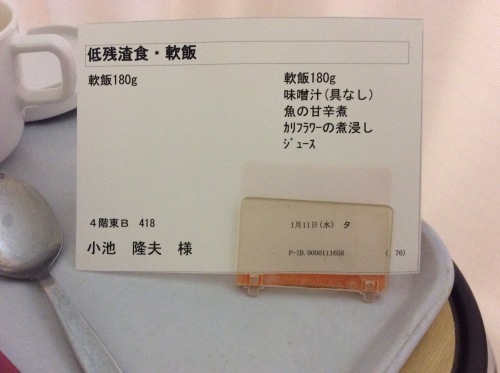 低残渣食・軟飯
軟飯180g
軟飯180g
味噌汁(具なし)
魚の甘辛煮
ｶﾘﾌﾗﾜｰの煮浸し
ｼﾞｭｰｽ
4階東B 418
小池 隆夫 様
1月11日(水) 夕
P-ID.0000111658
( 76)